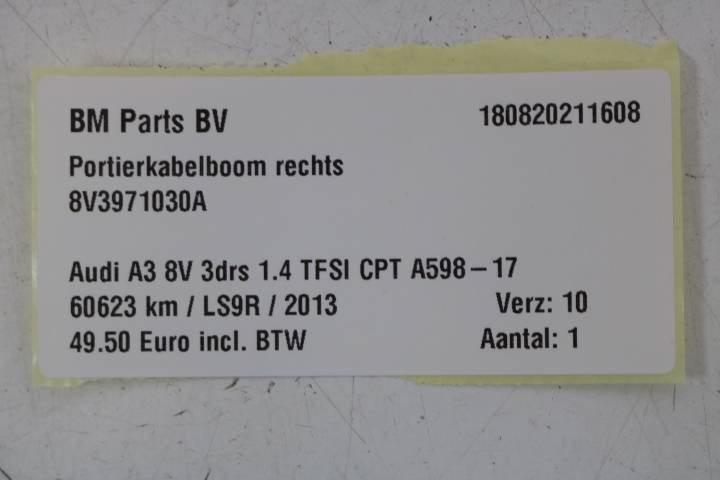 BM Parts BV 180820211608
Portierkabelboom rechts
8V3971030A
Audi A3 8V 3drs 1.4 TFSI CPT A598-17
60623 km / LS9R / 2013 Verz: 10
49.50 Euro incl. BTW Aantal: 1